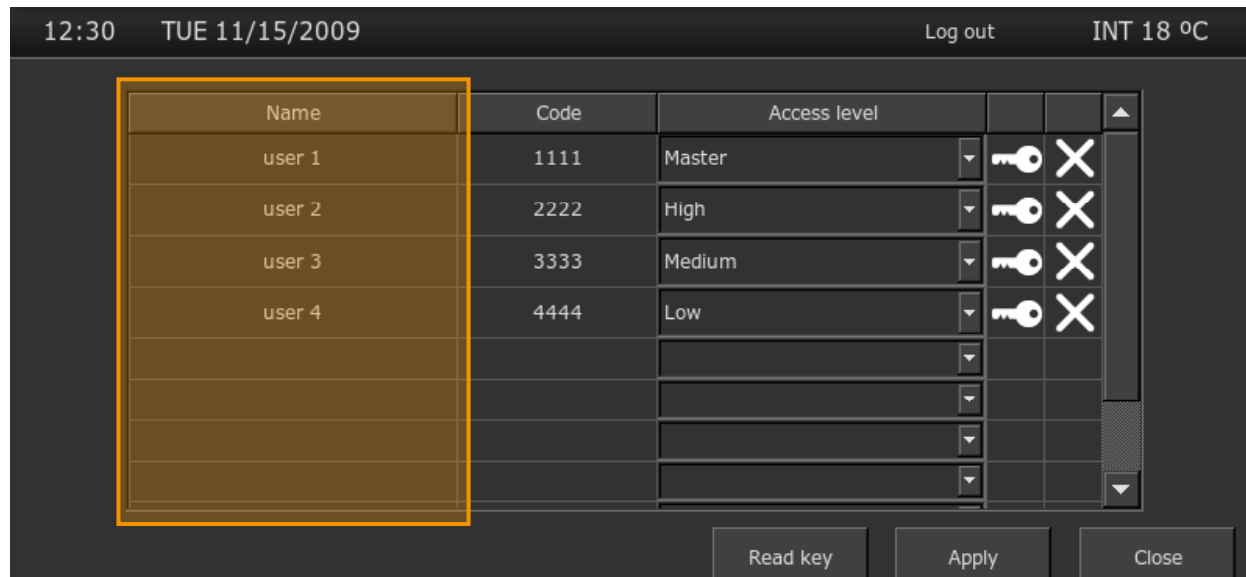 12:30 TUE 11/15/2009 Log out INT 18 ºC
Name Code Access level
user 1 1111 Master
user 2 2222 High
user 3 3333 Medium
user 4 4444 Low
Read key Apply Close